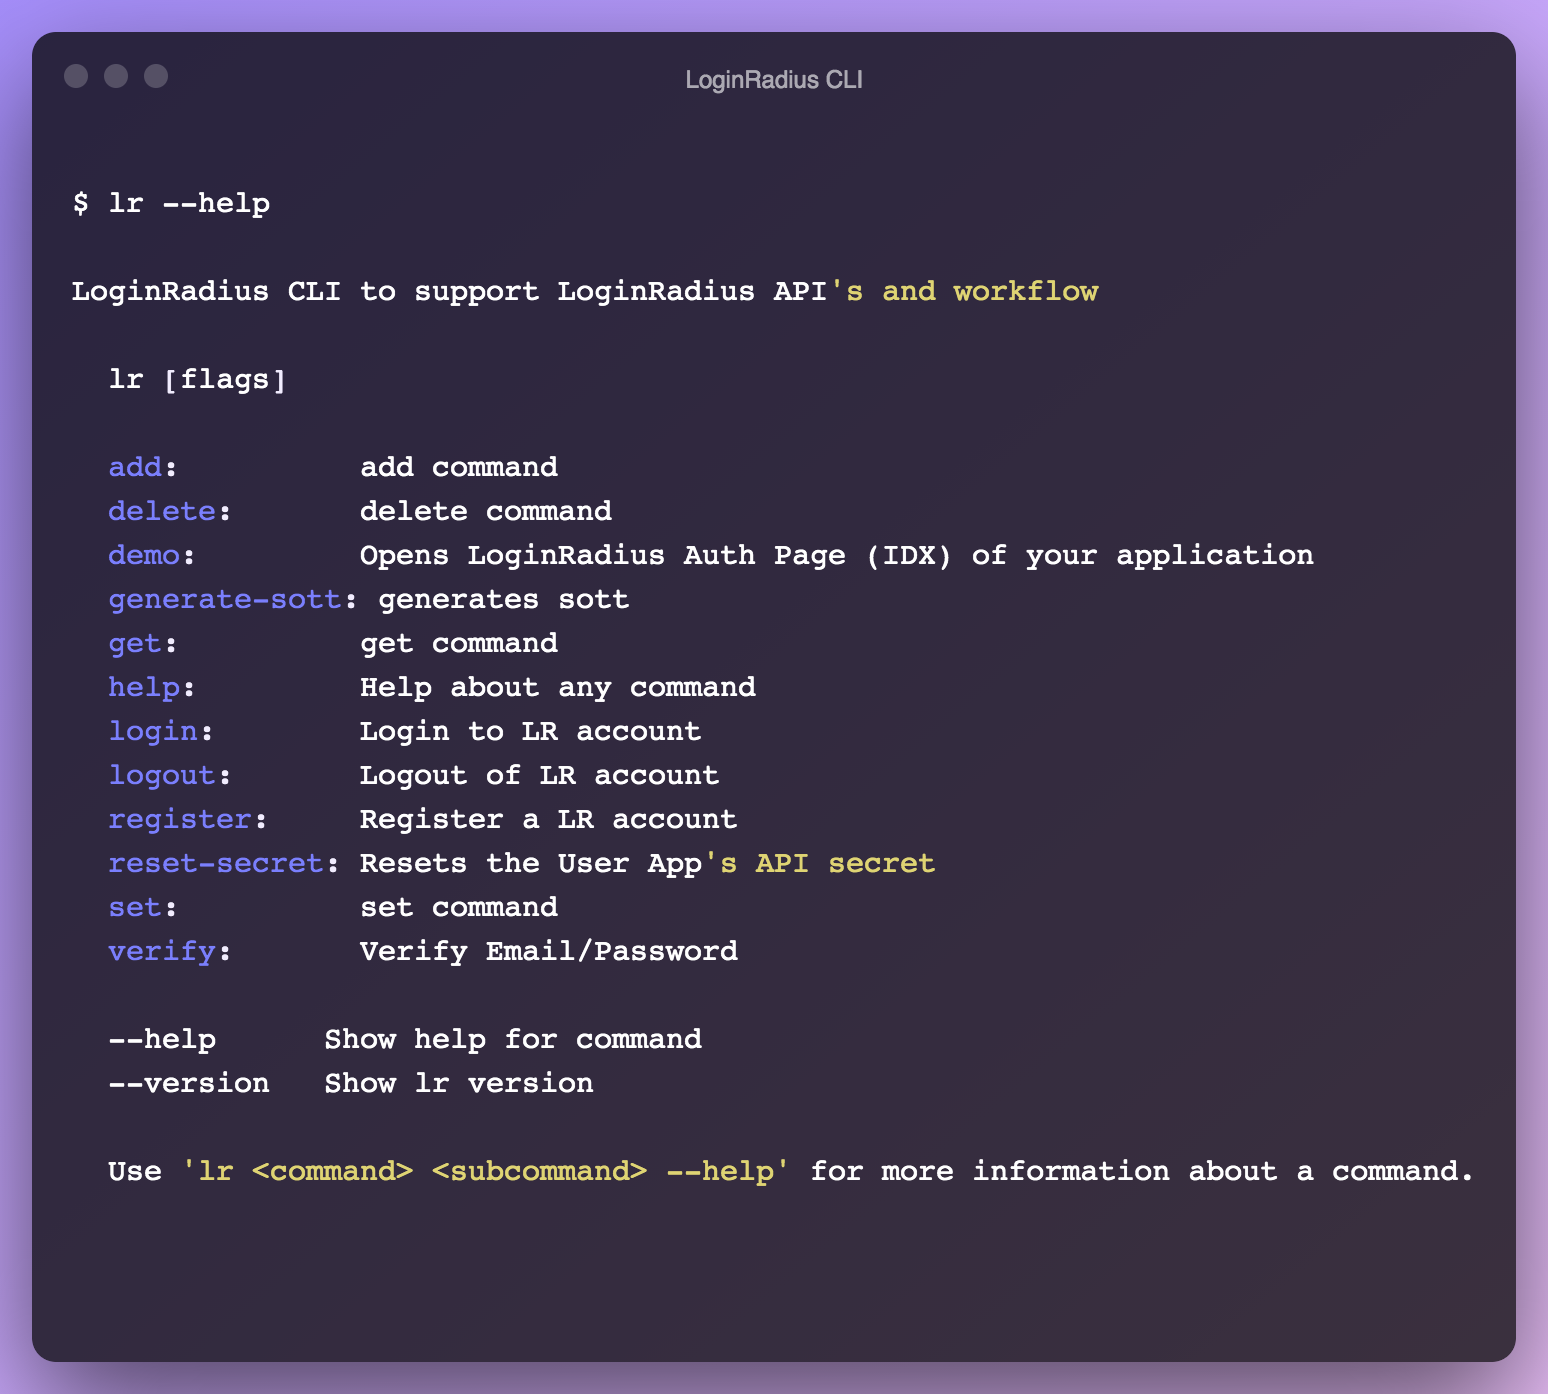 LoginRadius CLI
$ lr --help
LoginRadius CLI to support LoginRadius API's and workflow
lr [flags]
add:          add command
delete:       delete command
demo:         Opens LoginRadius Auth Page (IDX) of your application
generate-sott: generates sott
get:          get command
help:         Help about any command
login:        Login to LR account
logout:       Logout of LR account
register:     Register a LR account
reset-secret: Resets the User App's API secret
set:          set command
verify:       Verify Email/Password
--help      Show help for command
--version   Show lr version
Use 'lr <command> <subcommand> --help' for more information about a command.